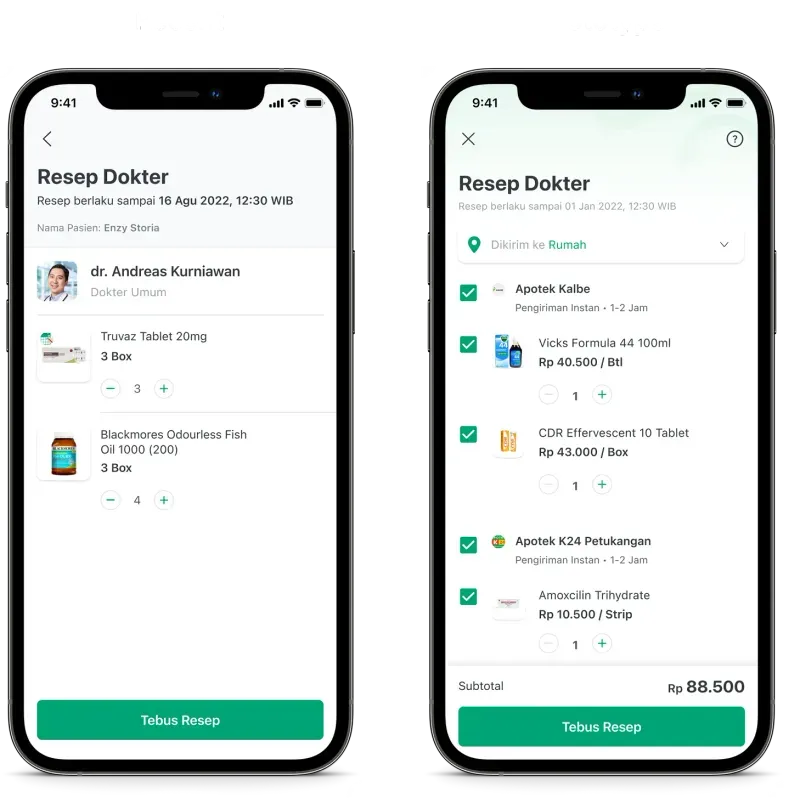 9:41
Resep Dokter
Resep berlaku sampai 16 Agu 2022, 12:30 WIB
Nama Pasien: Enzy Storia
dr. Andreas Kurniawan
Dokter Umum
Truvaz Tablet 20mg
3 Box
3
Blackmores Odourless Fish
Oil 1000 (200)
3 Box
4
Tebus Resep
9:41
Resep Dokter
Resep berlaku sampai 01 Jan 2022, 12:30 WIB
Dikirim ke Rumah
Apotek Kalbe
Pengiriman Instan • 1-2 Jam
Vicks Formula 44 100ml
Rp 40.500 / Btl
1
CDR Effervescent 10 Tablet
Rp 43.000 / Box
1
Apotek K24 Petukangan
Pengiriman Instan • 1-2 Jam
Amoxcilin Trihydrate
Rp 10.500 / Strip
1
Subtotal
Rp 88.500
Tebus Resep